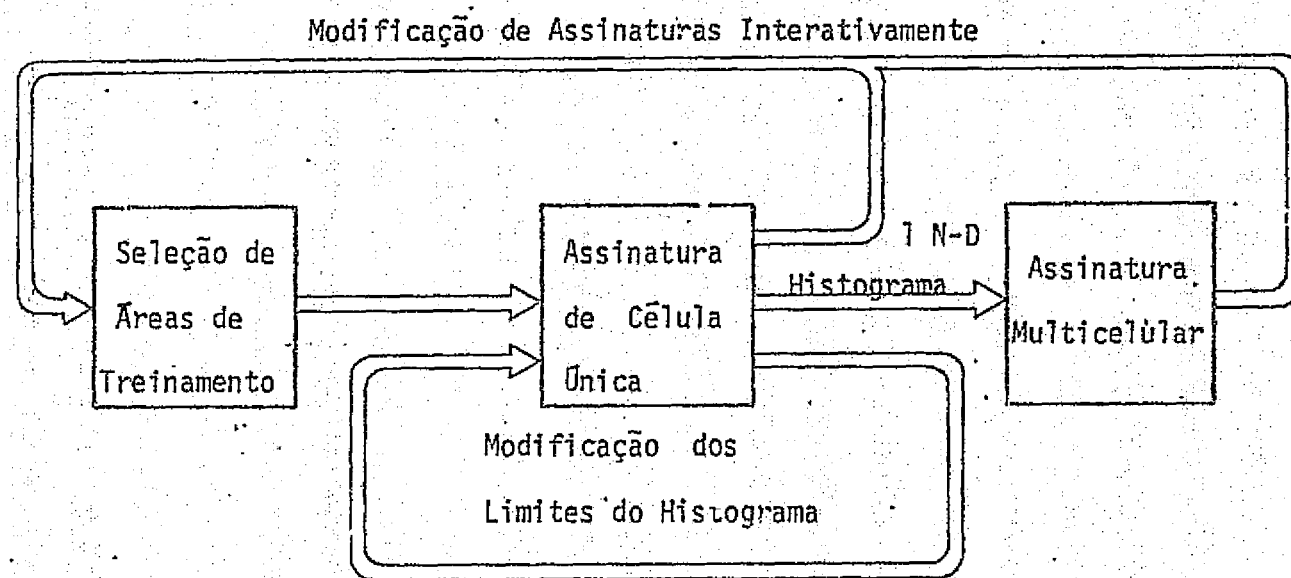 Modificação de Assinaturas Interativamente
Seleção de
Áreas de
Treinamento
Assinatura
de Célula
Única
1 N-D
Histograma
Assinatura
Multicelular
Modificação dos
Limites do Histograma